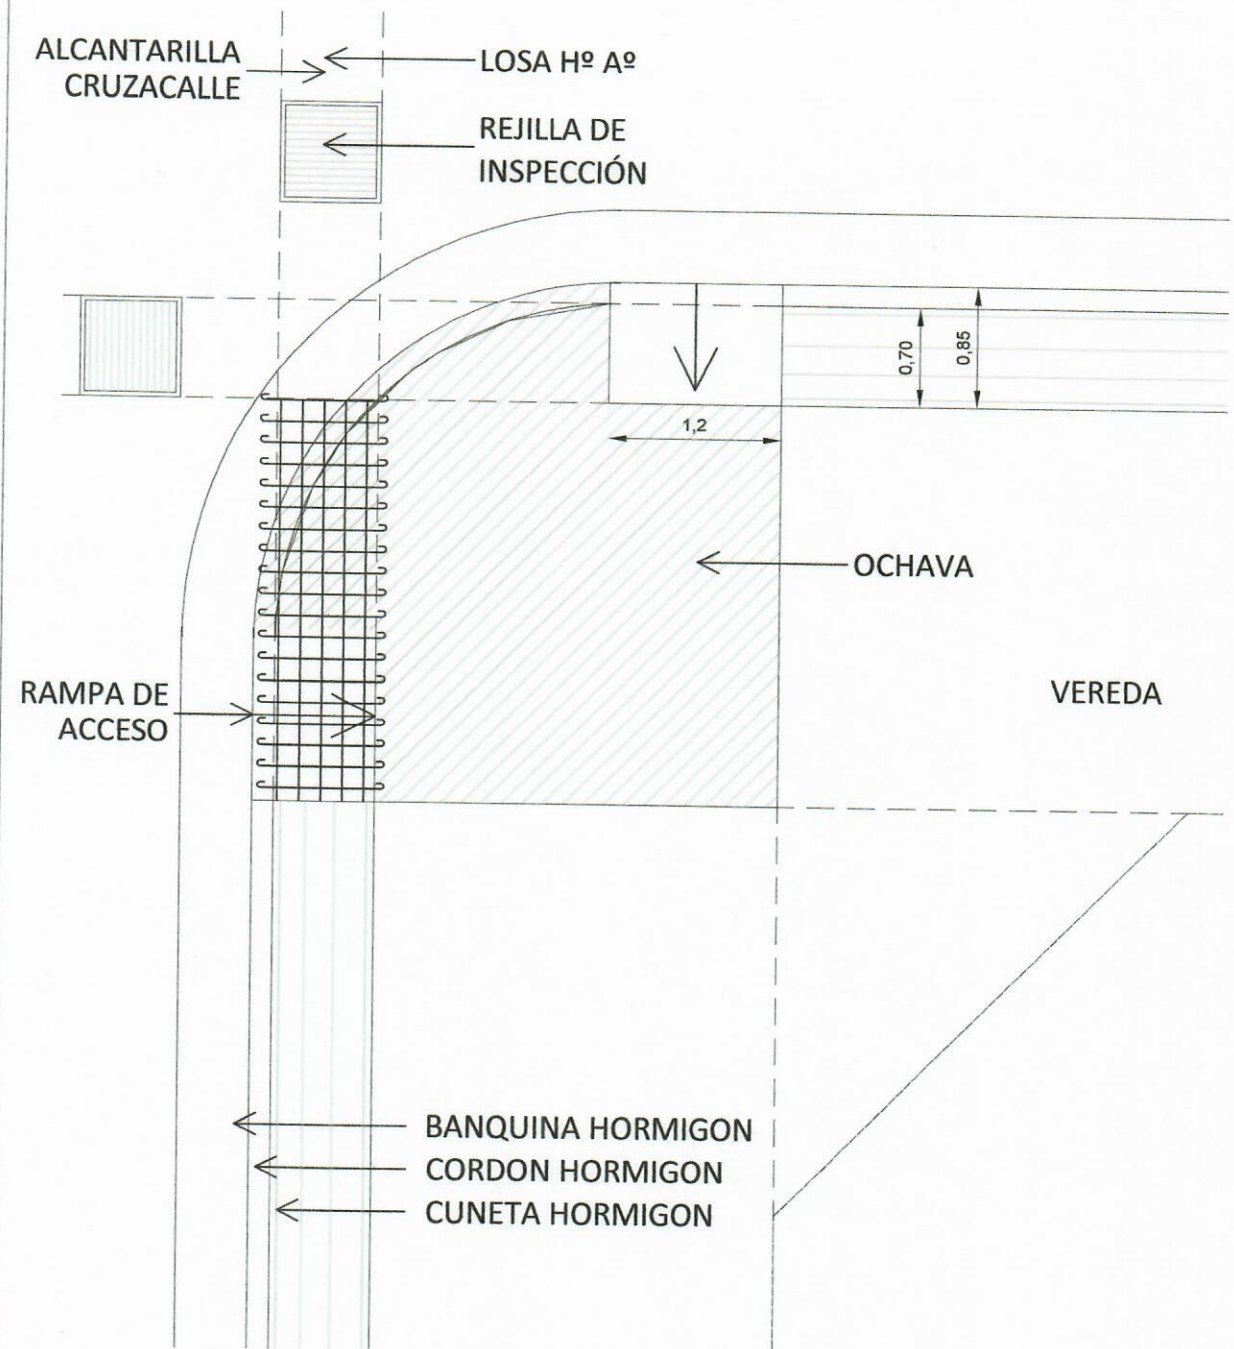 ALCANTARILLA
CRUZACALLE
LOSA Hº Aº
REJILLA DE
INSPECCIÓN
0,70
0,85
1,2
OCHAVA
RAMPA DE
ACCESO
VEREDA
BANQUINA HORMIGON
CORDON HORMIGON
CUNETA HORMIGON